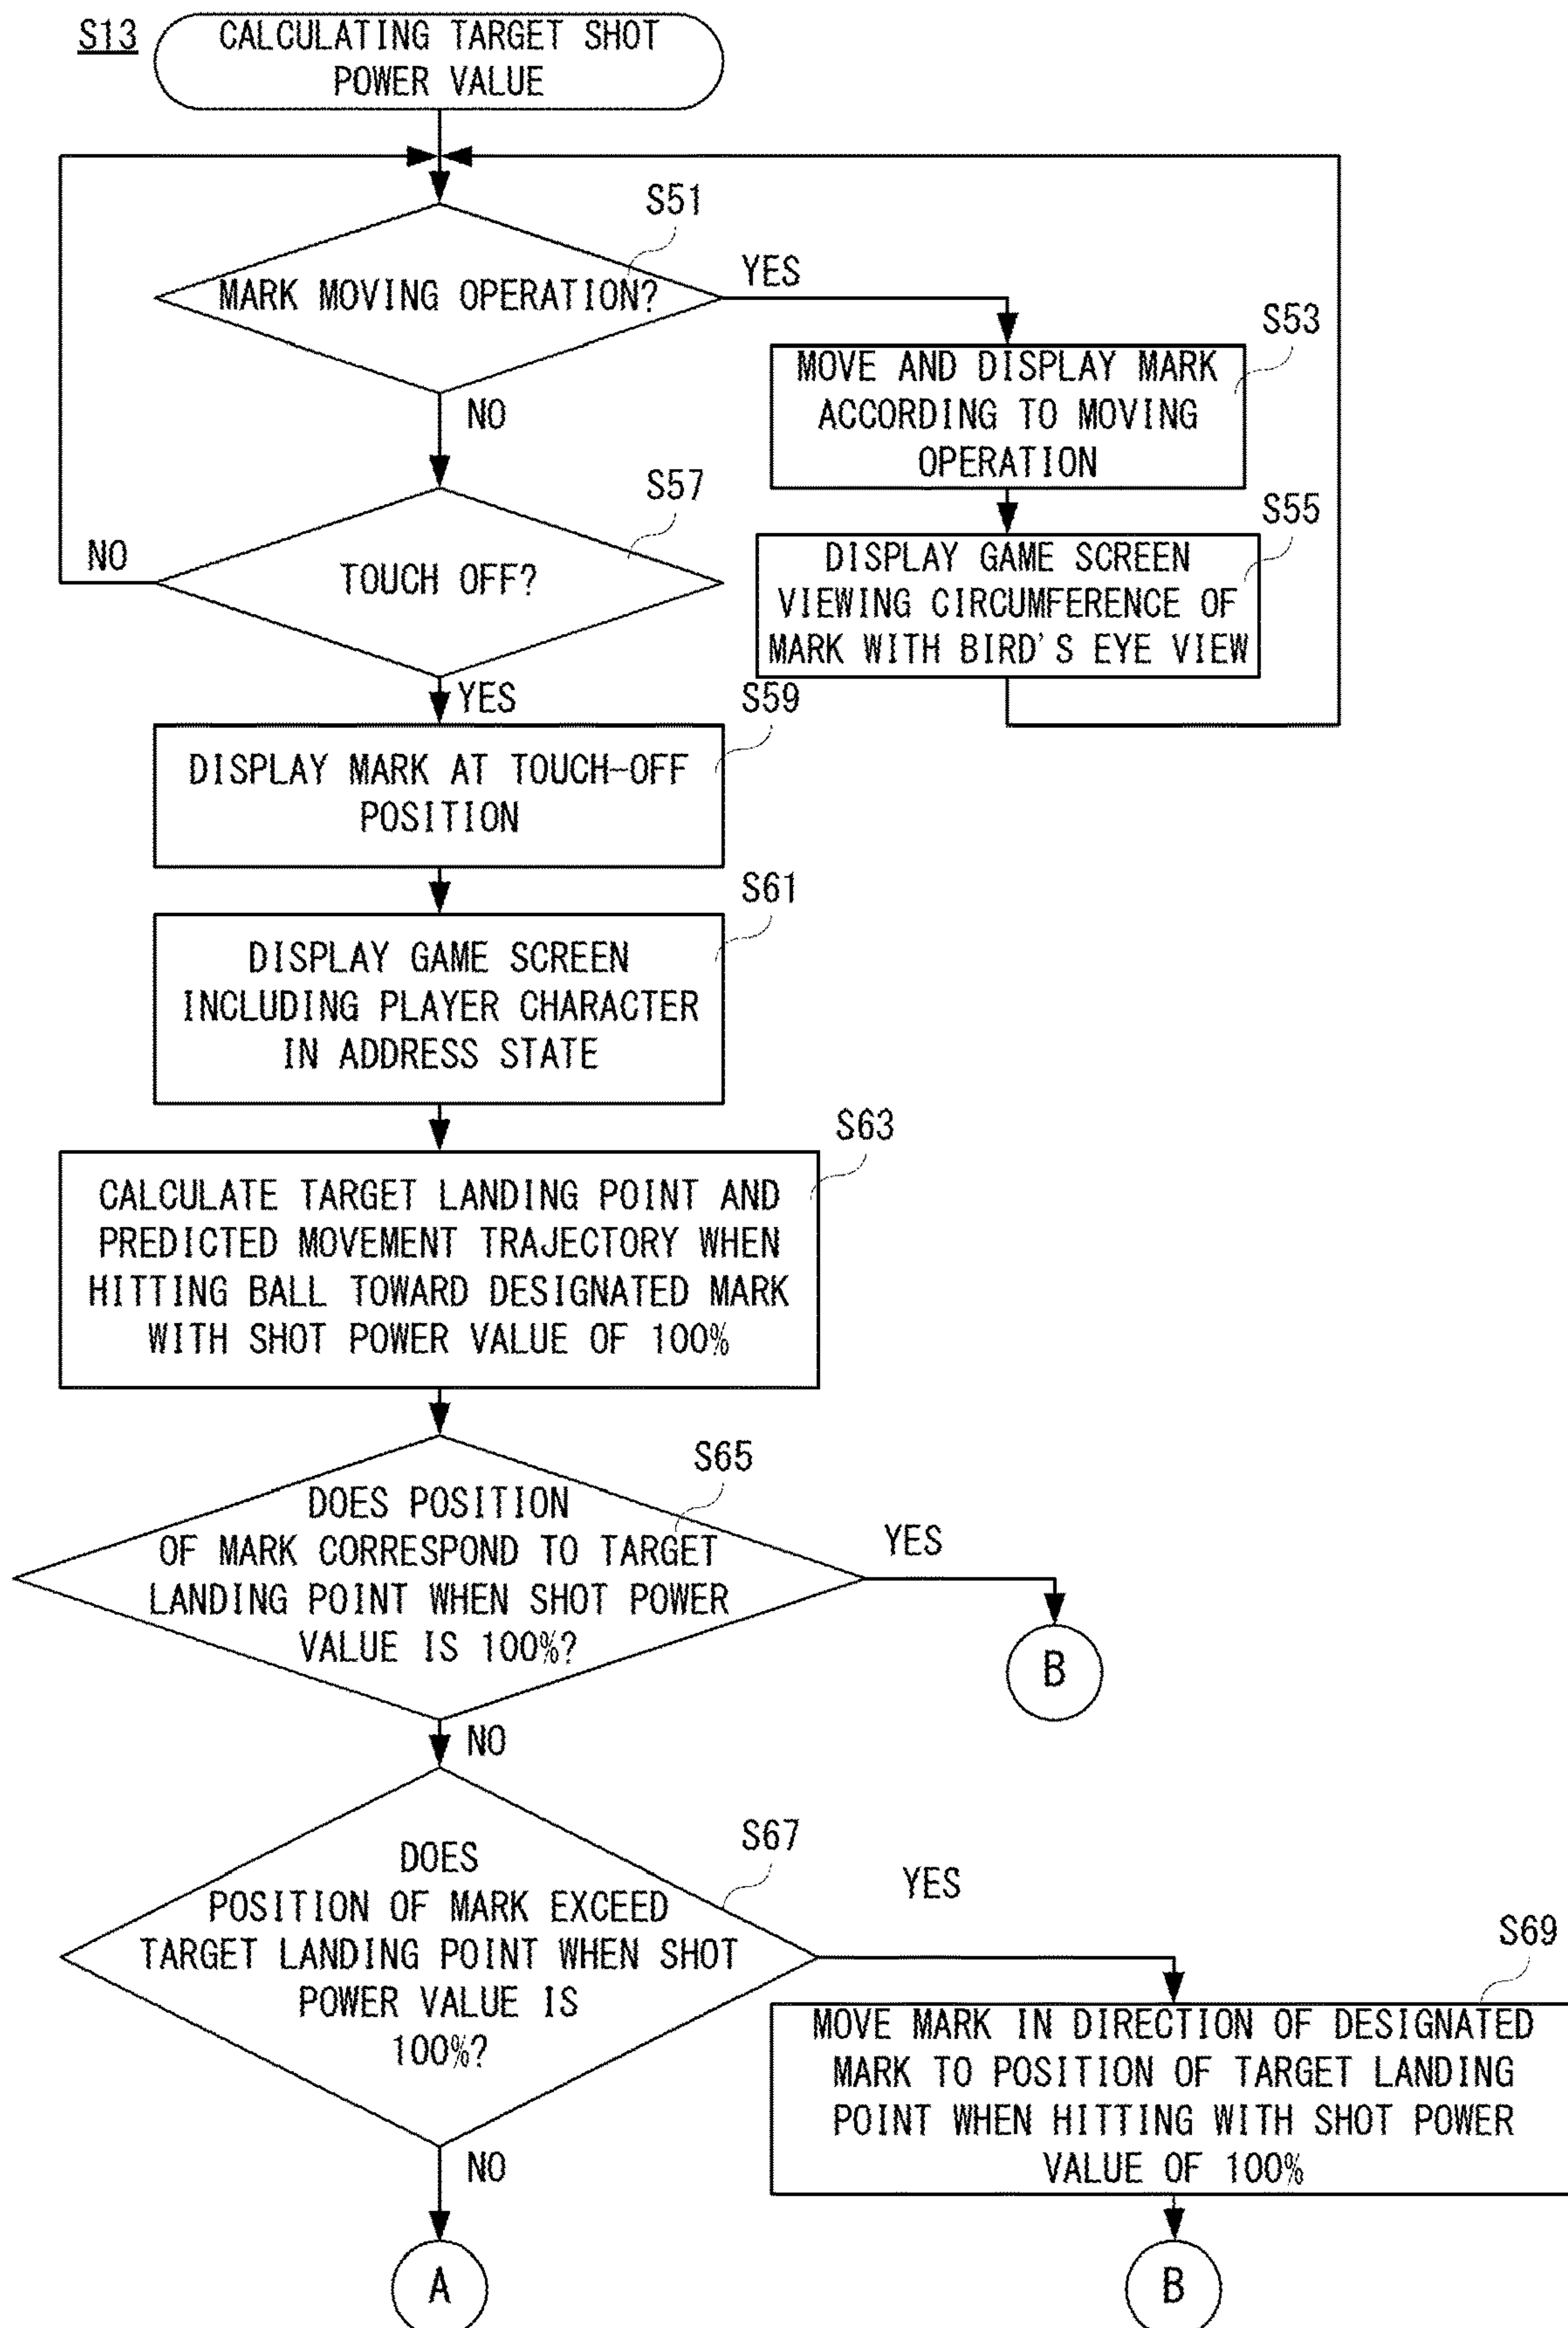 S13
CALCULATING TARGET SHOT
POWER VALUE
S51
MARK MOVING OPERATION?
YES
NO
S53
MOVE AND DISPLAY MARK
ACCORDING TO MOVING
OPERATION
S55
DISPLAY GAME SCREEN
VIEWING CIRCUMFERENCE OF
MARK WITH BIRD'S EYE VIEW
S57
TOUCH OFF?
NO
YES
S59
DISPLAY MARK AT TOUCH-OFF
POSITION
S61
DISPLAY GAME SCREEN
INCLUDING PLAYER CHARACTER
IN ADDRESS STATE
S63
CALCULATE TARGET LANDING POINT AND
PREDICTED MOVEMENT TRAJECTORY WHEN
HITTING BALL TOWARD DESIGNATED MARK
WITH SHOT POWER VALUE OF 100%
S65
DOES POSITION
OF MARK CORRESPOND TO TARGET
LANDING POINT WHEN SHOT POWER
VALUE IS 100%?
YES
B
NO
S67
DOES
POSITION OF MARK EXCEED
TARGET LANDING POINT WHEN SHOT
POWER VALUE IS
100%?
YES
S69
MOVE MARK IN DIRECTION OF DESIGNATED
MARK TO POSITION OF TARGET LANDING
POINT WHEN HITTING WITH SHOT POWER
VALUE OF 100%
NO
A
B